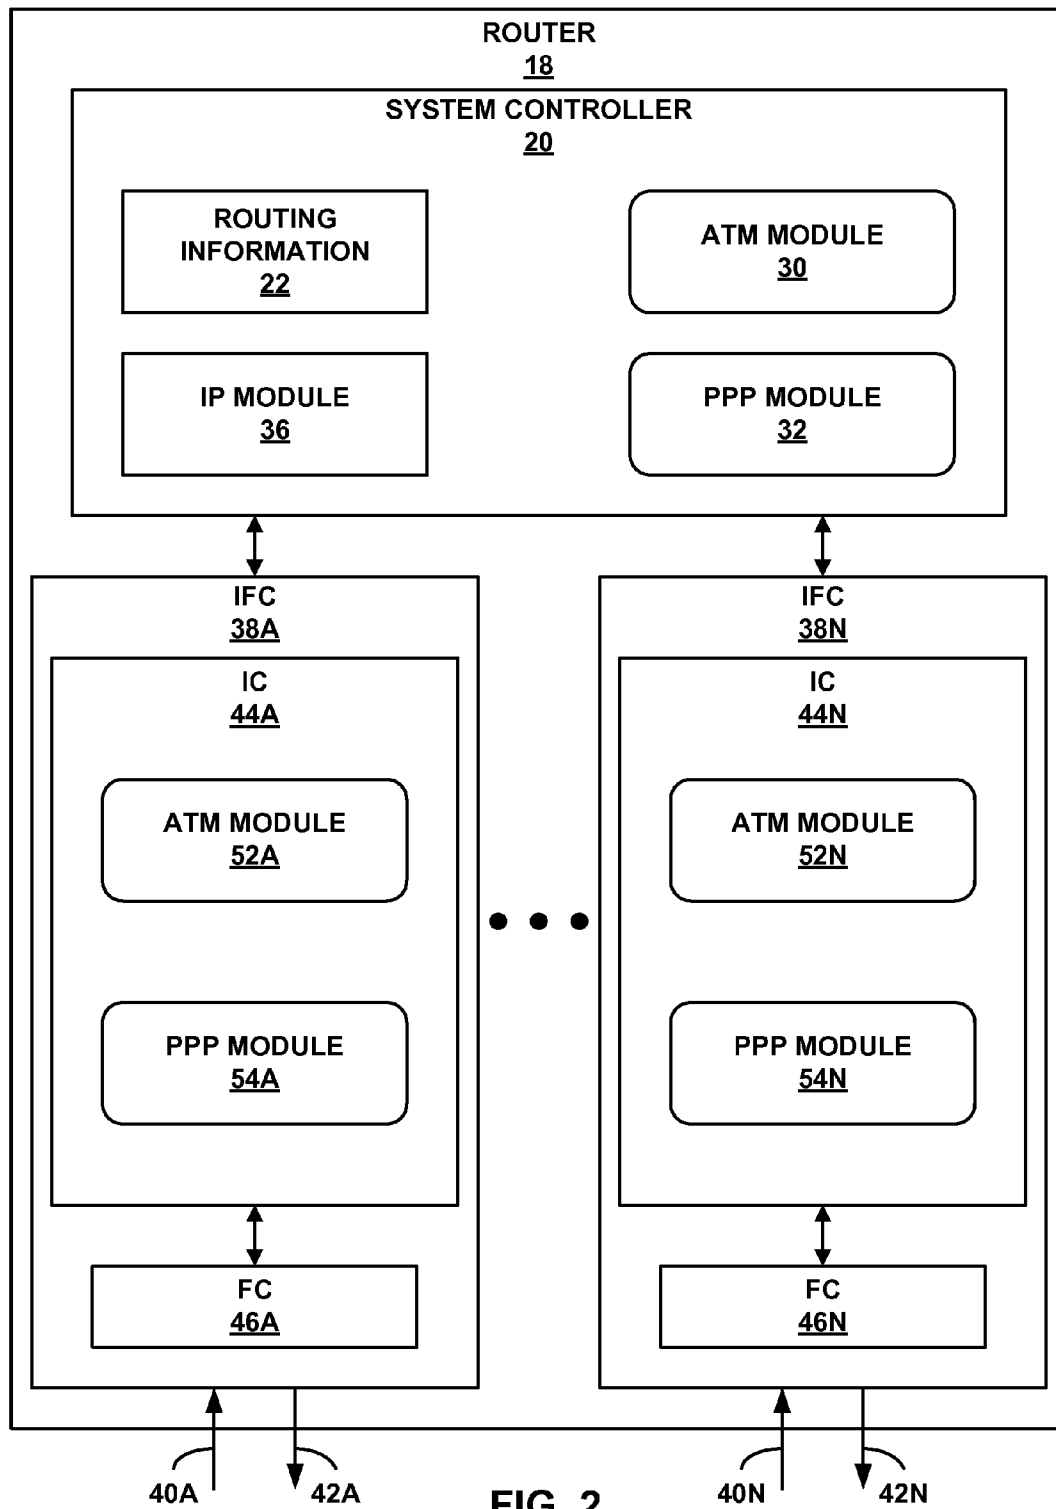 ROUTER
18
SYSTEM CONTROLLER
20
ROUTING
INFORMATION
22
ATM MODULE
30
IP MODULE
36
PPP MODULE
32
IFC
38A
IC
44A
ATM MODULE
52A
PPP MODULE
54A
FC
46A
IFC
38N
IC
44N
ATM MODULE
52N
PPP MODULE
54N
FC
46N
40A
42A
FIG. 2
40N
42N